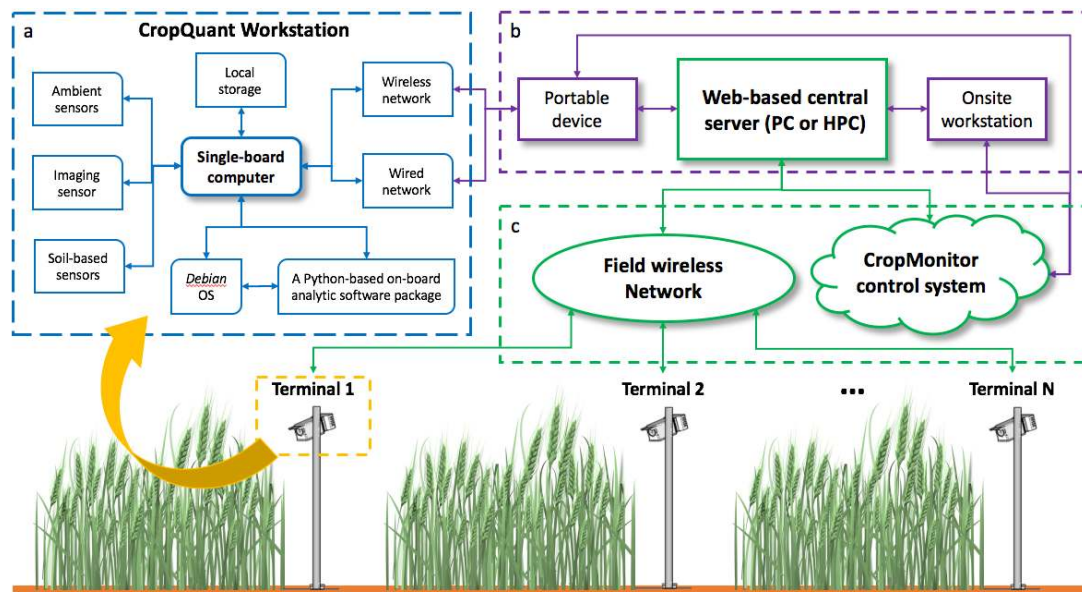 a
CropQuant Workstation
Ambient
sensors
Imaging
sensor
Soil-based
sensors
Local
storage
Single-board
computer
Debian
OS
A Python-based on-board
analytic software package
Wireless
network
Wired
network
b
Portable
device
Web-based central
server (PC or HPC)
Onsite
workstation
c
Field wireless
Network
CropMonitor
control system
Terminal 1
Terminal 2
...
Terminal N